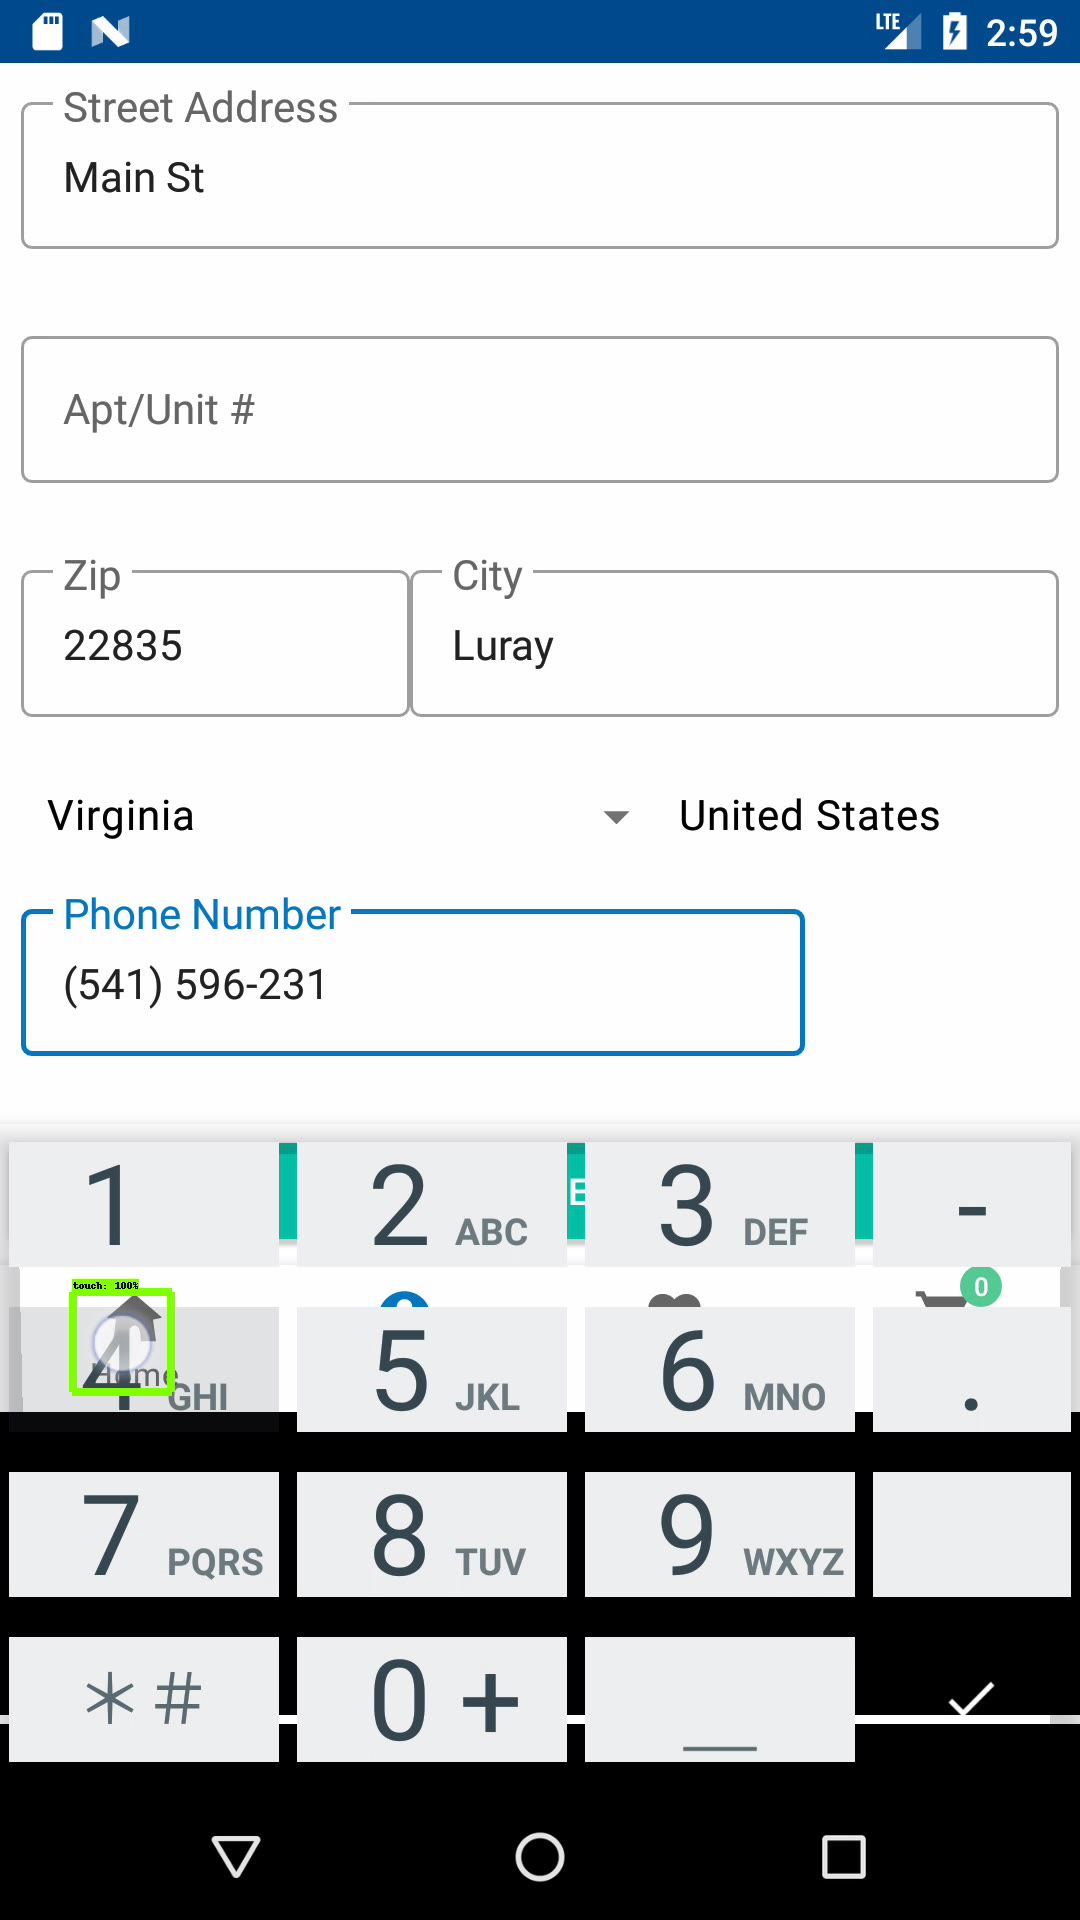 LTE 2:59
Street Address
Main St
Apt/Unit #
Zip City
22835 Luray
Virginia United States
Phone Number
(541) 596-231
1 2 ABC E 3 DEF -
touch: 100% 0
Home
4 GHI 5 JKL 6 MNO .
7 PQRS 8 TUV 9 WXYZ
* # 0 + _